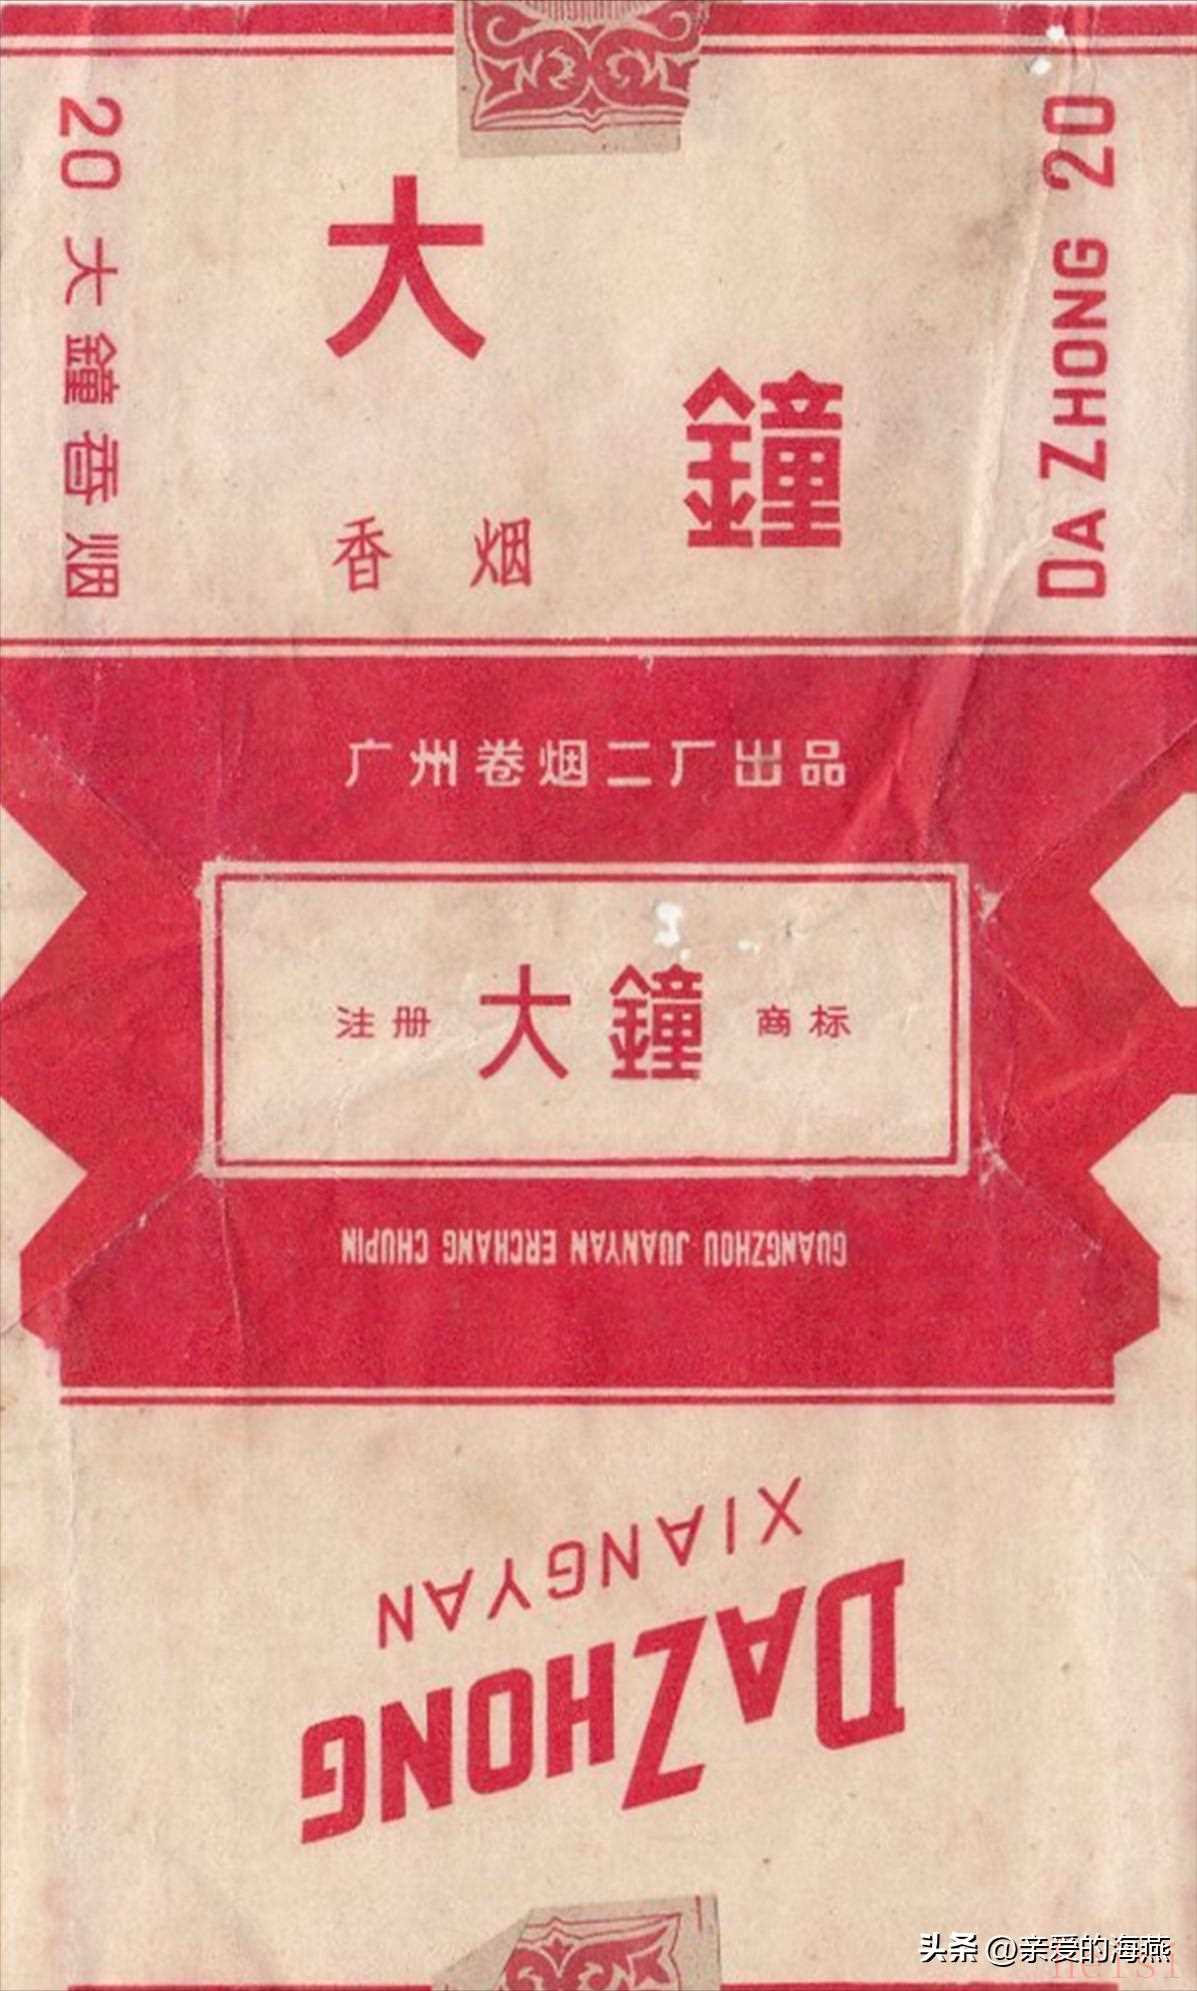 20大鐘香烟
大
鐘
香烟
DA ZHONG 20
广州卷烟二厂出品
注册 大鐘 商标
GUANGZHOU JUANYAN ERCHANG CHUPIN
XIANGYAN
DAZHONG
头条 @亲爱的海燕